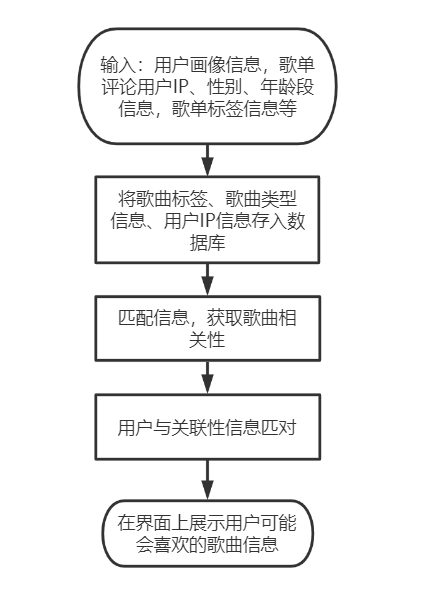 输入：用户画像信息，歌单
评论用户IP、性别、年龄段
信息，歌单标签信息等
将歌曲标签、歌曲类型
信息、用户IP信息存入数
据库
匹配信息，获取歌曲相
关性
用户与关联性信息匹对
在界面上展示用户可能
会喜欢的歌曲信息